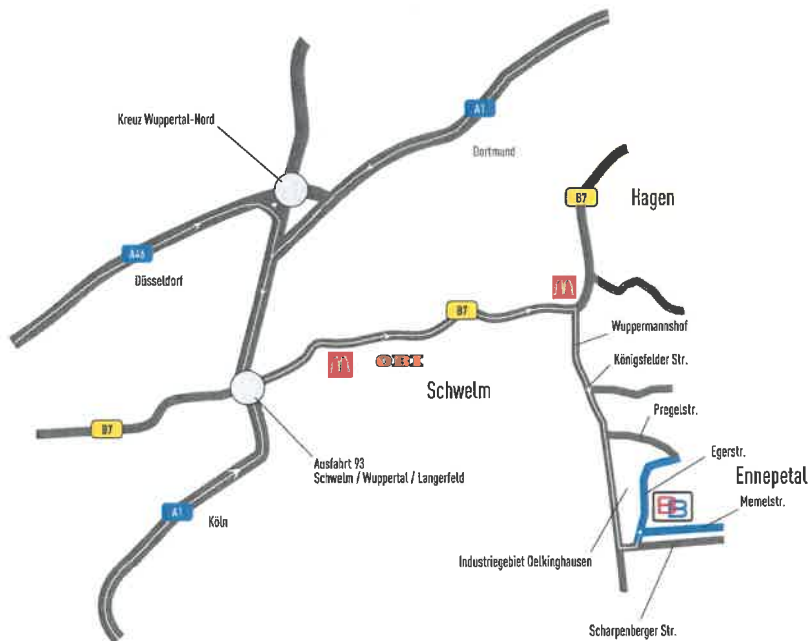 Kreuz Wuppertal-Nord
A1
Dortmund
B7
Hagen
A46
Düsseldorf
B7
Wuppermannshof
OBI
Königsfelder Str.
Schwelm
Pregelstr.
B7
Egerstr.
Ausfahrt 93
Schwelm / Wuppertal / Langerfeld
Ennepetal
BB
Memelstr.
A1
Köln
Industriegebiet Oelkinghausen
Scharpenberger Str.